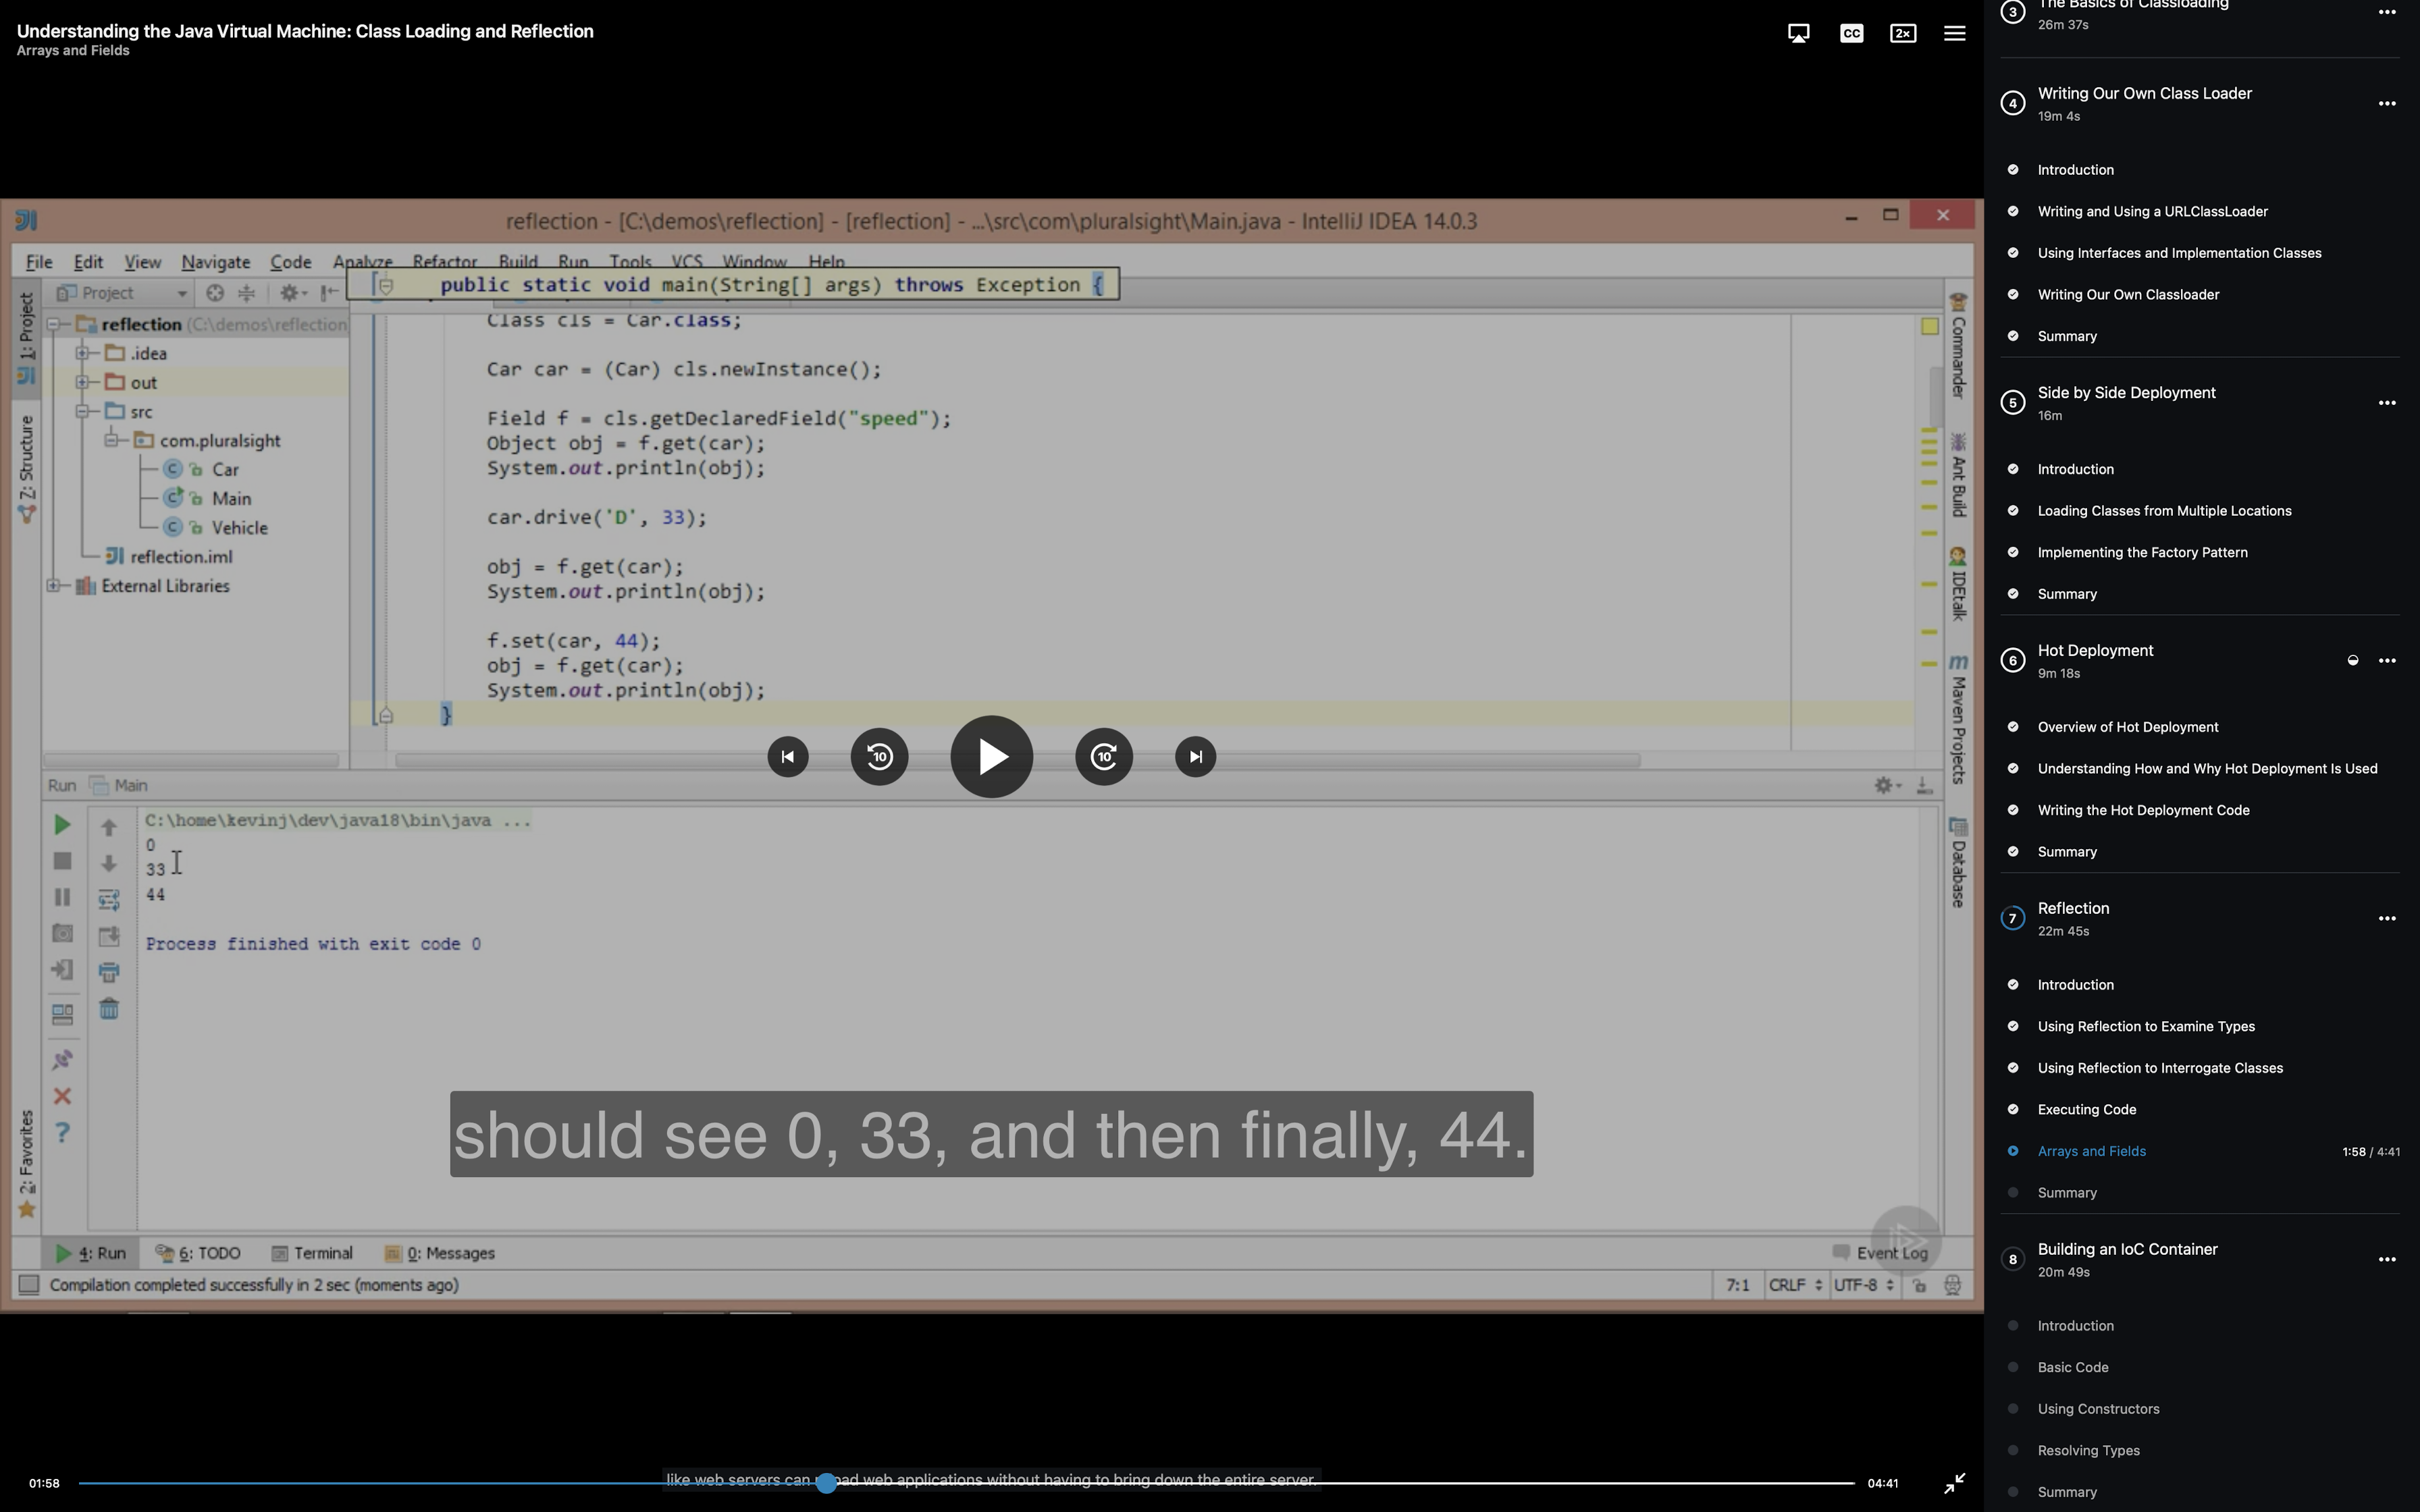 Understanding the Java Virtual Machine: Class Loading and Reflection
Arrays and Fields
CC
2×
reflection - [C:\demos\reflection] - [reflection] - ...\src\com\pluralsight\Main.java - IntelliJ IDEA 14.0.3
File Edit View Navigate Code Analyze Refactor Build Run Tools VCS Window Help
Project
public static void main(String[] args) throws Exception {
1: Project
Z: Structure
2: Favorites
reflection (C:\demos\reflection
.idea
out
src
com.pluralsight
Car
Main
Vehicle
reflection.iml
External Libraries
Class cls = Car.class;
Car car = (Car) cls.newInstance();
Field f = cls.getDeclaredField("speed");
Object obj = f.get(car);
System.out.println(obj);
car.drive('D', 33);
obj = f.get(car);
System.out.println(obj);
f.set(car, 44);
obj = f.get(car);
System.out.println(obj);
}
Commander
Ant Build
IDEtalk
Maven Projects
Database
10
10
Run Main
C:\home\kevinj\dev\java18\bin\java ...
0
33
44
Process finished with exit code 0
should see 0, 33, and then finally, 44.
4: Run 6: TODO Terminal 0: Messages Event Log
Compilation completed successfully in 2 sec (moments ago) 7:1 CRLF UTF-8
like web servers can load web applications without having to bring down the entire server.
01:58
04:41
3 The Basics of Classloading
26m 37s
4 Writing Our Own Class Loader
19m 4s
Introduction
Writing and Using a URLClassLoader
Using Interfaces and Implementation Classes
Writing Our Own Classloader
Summary
5 Side by Side Deployment
16m
Introduction
Loading Classes from Multiple Locations
Implementing the Factory Pattern
Summary
6 Hot Deployment
9m 18s
Overview of Hot Deployment
Understanding How and Why Hot Deployment Is Used
Writing the Hot Deployment Code
Summary
7 Reflection
22m 45s
Introduction
Using Reflection to Examine Types
Using Reflection to Interrogate Classes
Executing Code
Arrays and Fields 1:58 / 4:41
Summary
8 Building an IoC Container
20m 49s
Introduction
Basic Code
Using Constructors
Resolving Types
Summary